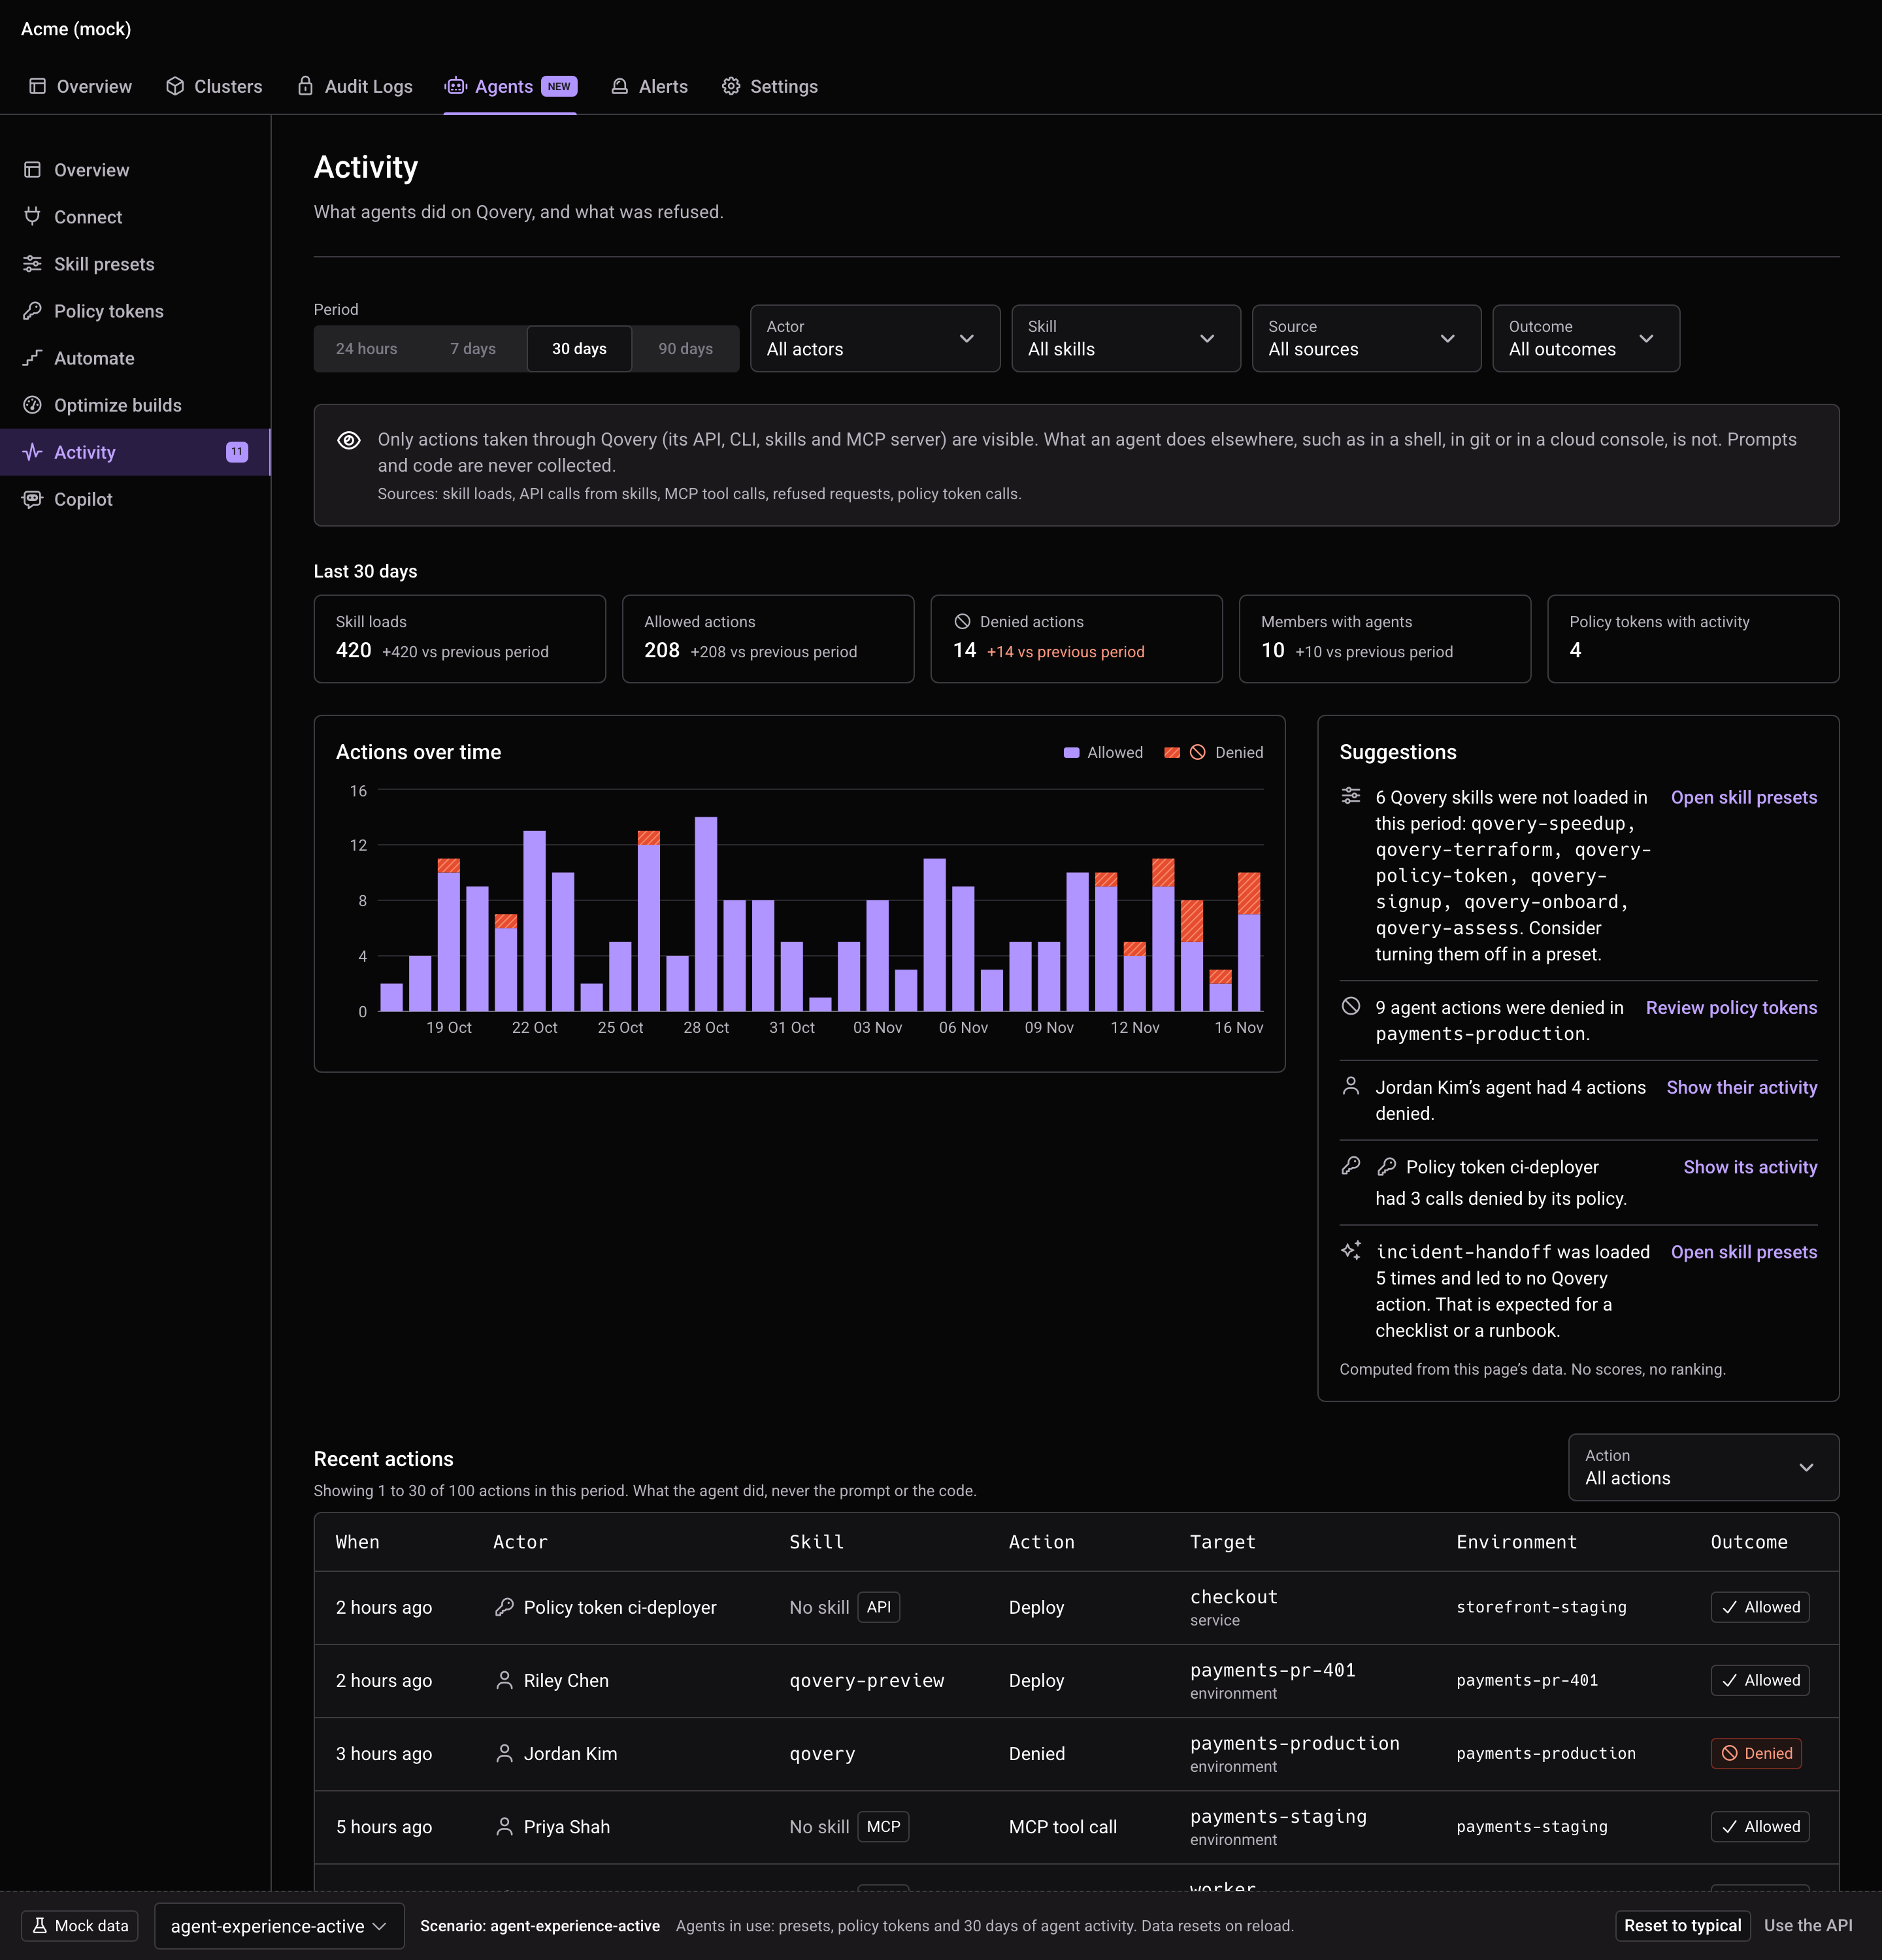 Acme (mock)
Overview
Clusters
Audit Logs
Agents NEW
Alerts
Settings
Overview
Connect
Skill presets
Policy tokens
Automate
Optimize builds
Activity 11
Copilot
Activity
What agents did on Qovery, and what was refused.
Period
24 hours 7 days 30 days 90 days
Actor
All actors
Skill
All skills
Source
All sources
Outcome
All outcomes
Only actions taken through Qovery (its API, CLI, skills and MCP server) are visible. What an agent does elsewhere, such as in a shell, in git or in a cloud console, is not. Prompts
and code are never collected.
Sources: skill loads, API calls from skills, MCP tool calls, refused requests, policy token calls.
Last 30 days
Skill loads
420 +420 vs previous period
Allowed actions
208 +208 vs previous period
Denied actions
14 +14 vs previous period
Members with agents
10 +10 vs previous period
Policy tokens with activity
4
Actions over time
Allowed Denied
16
12
8
4
0
19 Oct 22 Oct 25 Oct 28 Oct 31 Oct 03 Nov 06 Nov 09 Nov 12 Nov 16 Nov
Suggestions
6 Qovery skills were not loaded in Open skill presets
this period: qovery-speedup,
qovery-terraform, qovery-
policy-token, qovery-
signup, qovery-onboard,
qovery-assess. Consider
turning them off in a preset.
9 agent actions were denied in Review policy tokens
payments-production.
Jordan Kim’s agent had 4 actions Show their activity
denied.
Policy token ci-deployer Show its activity
had 3 calls denied by its policy.
incident-handoff was loaded Open skill presets
5 times and led to no Qovery
action. That is expected for a
checklist or a runbook.
Computed from this page’s data. No scores, no ranking.
Recent actions
Showing 1 to 30 of 100 actions in this period. What the agent did, never the prompt or the code.
Action
All actions
When Actor Skill Action Target Environment Outcome
2 hours ago Policy token ci-deployer No skill API Deploy checkout storefront-staging Allowed
service
2 hours ago Riley Chen qovery-preview Deploy payments-pr-401 payments-pr-401 Allowed
environment
3 hours ago Jordan Kim qovery Denied payments-production payments-production Denied
environment
5 hours ago Priya Shah No skill MCP MCP tool call payments-staging payments-staging Allowed
environment
worker
Mock data
agent-experience-active
Scenario: agent-experience-active Agents in use: presets, policy tokens and 30 days of agent activity. Data resets on reload.
Reset to typical
Use the API